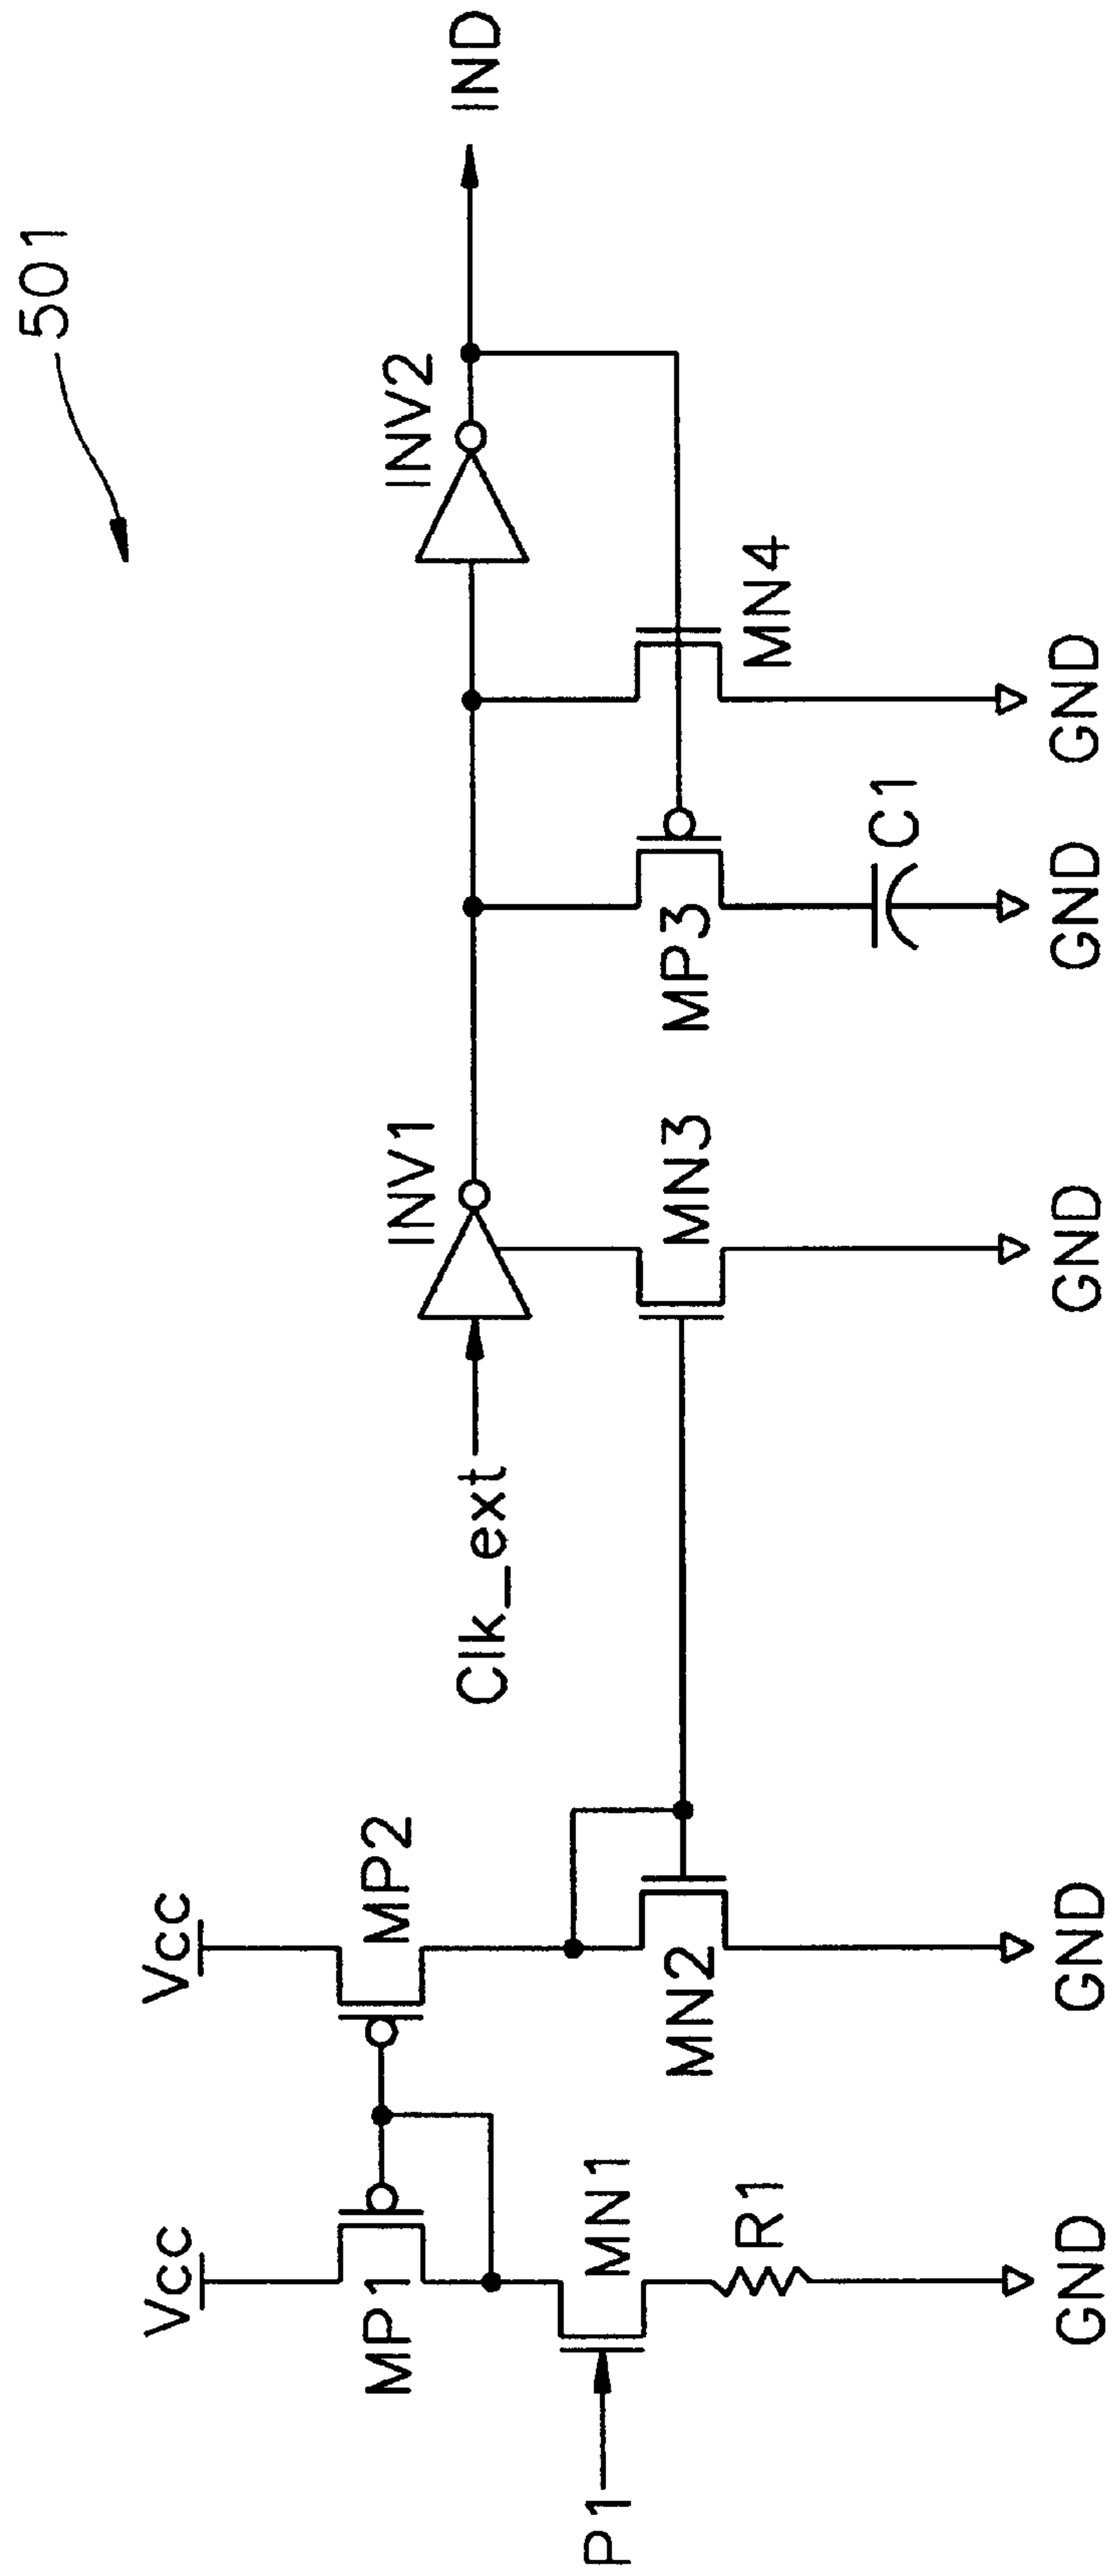 501
Vcc
Vcc
MP1
MP2
Clk_ext
INV1
INV2
IND
P1
MN1
MN2
MN3
MP3
MN4
R1
C1
GND
GND
GND
GND
GND